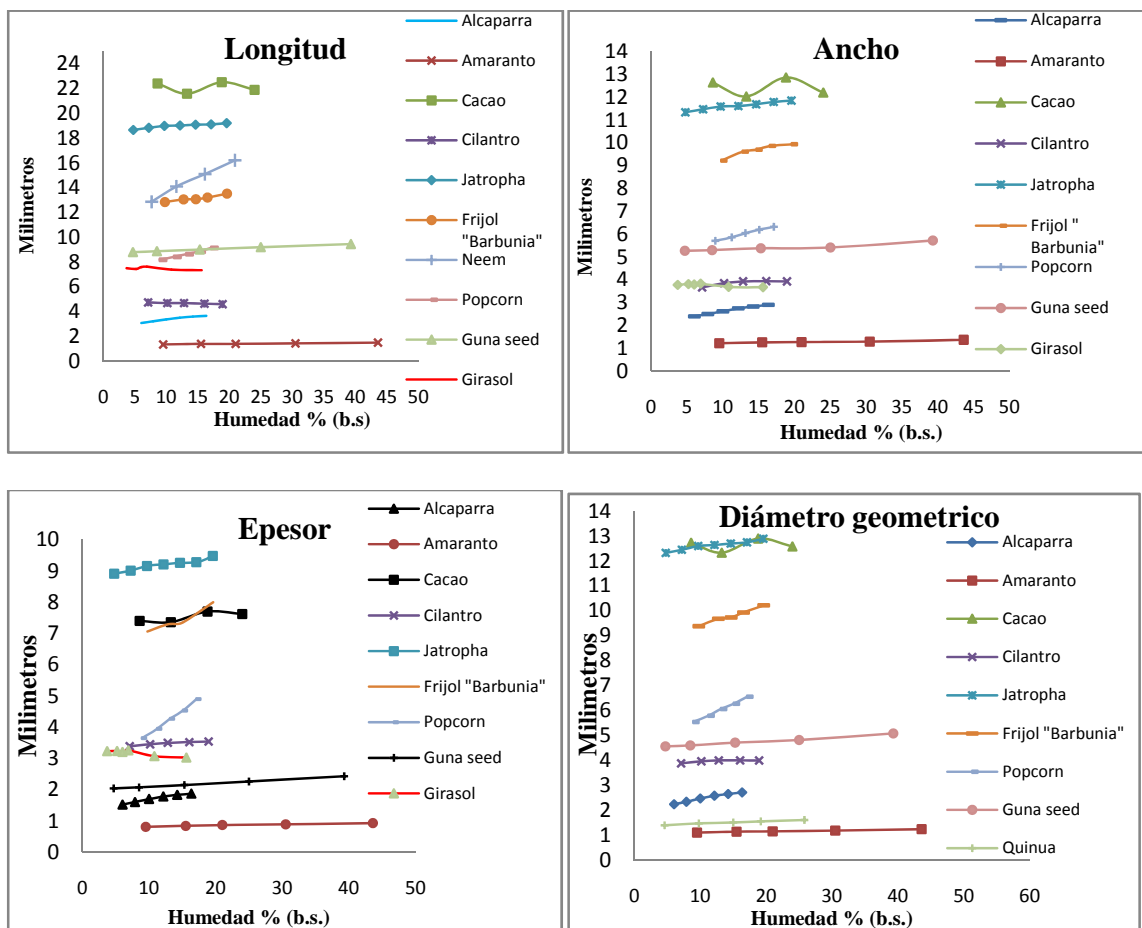 Longitud
Milimetros
24
22
20
18
16
14
12
10
8
6
4
2
0
0 5 10 15 20 25 30 35 40 45 50
Humedad % (b.s)
Alcaparra
Amaranto
Cacao
Cilantro
Jatropha
Frijol
"Barbunia"
Neem
Popcorn
Guna seed
Girasol
Ancho
Milimetros
14
13
12
11
10
9
8
7
6
5
4
3
2
1
0
0 5 10 15 20 25 30 35 40 45 50
Humedad % (b.s.)
Alcaparra
Amaranto
Cacao
Cilantro
Jatropha
Frijol "
Barbunia"
Popcorn
Guna seed
Girasol
Epesor
Milimetros
10
9
8
7
6
5
4
3
2
1
0
0 10 20 30 40 50
Humedad % (b.s.)
Alcaparra
Amaranto
Cacao
Cilantro
Jatropha
Frijol "Barbunia"
Popcorn
Guna seed
Girasol
Diámetro geometrico
Milimetros
14
13
12
11
10
9
8
7
6
5
4
3
2
1
0
0 10 20 30 40 50 60
Humedad % (b.s.)
Alcaparra
Amaranto
Cacao
Cilantro
Jatropha
Frijol "Barbunia"
Popcorn
Guna seed
Quinua